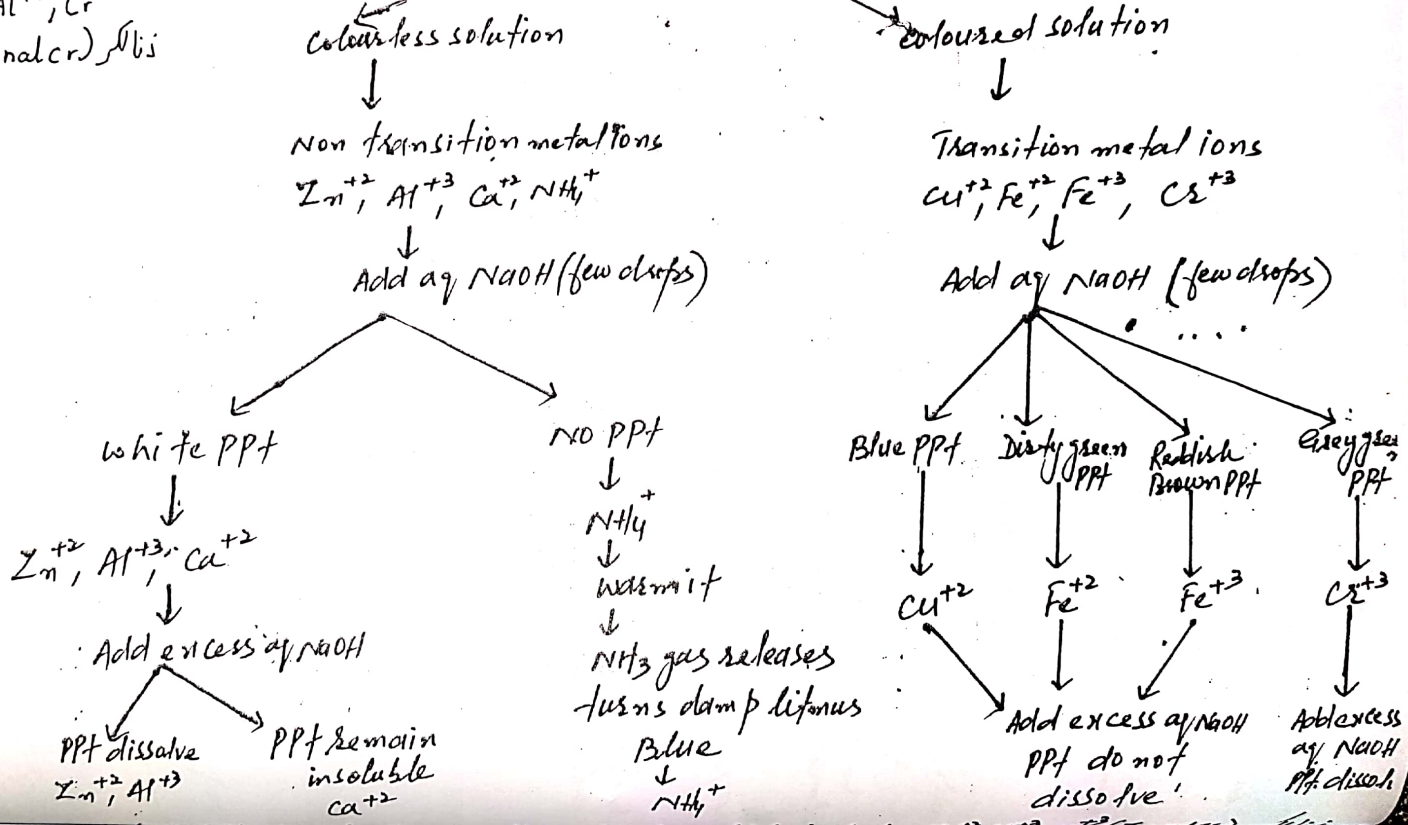 , Cr
nal cr)
Colourless solution
Coloured solution
Non transition metal ions
Zn+2, Al+3, Ca+2, NH4+
Transition metal ions
Cu+2, Fe+2, Fe+3, Cr+3
Add aq NaOH (few drops)
Add aq NaOH (few drops)
White PPt
NO PPt
Blue PPt
Dirty green
PPt
Reddish
Brown PPt
Grey gree
PPt
NH4+
Zn+2, Al+3, Ca+2
warm it
Cu+2
Fe+2
Fe+3
Cr+3
Add excess aq NaOH
NH3 gas releases
turns damp litmus
Blue
NH4+
PPt dissolve
Zn+2, Al+3
PPt remain
insoluble
Ca+2
Add excess aq NaOH
PPt do not
dissolve
Add excess
aq NaOH
PPt